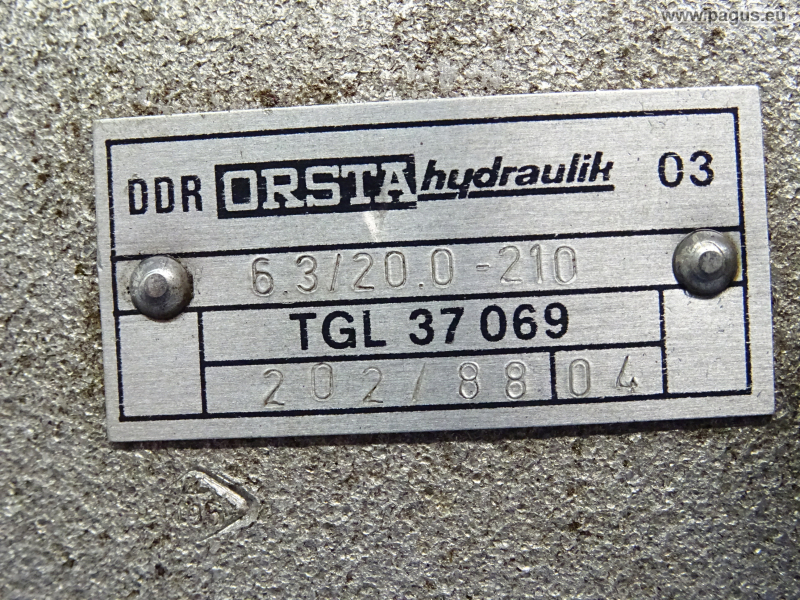 www.pagus.eu
DDR ORSTA hydraulik 03
6.3/20.0-210
TGL 37 069
202/88 04